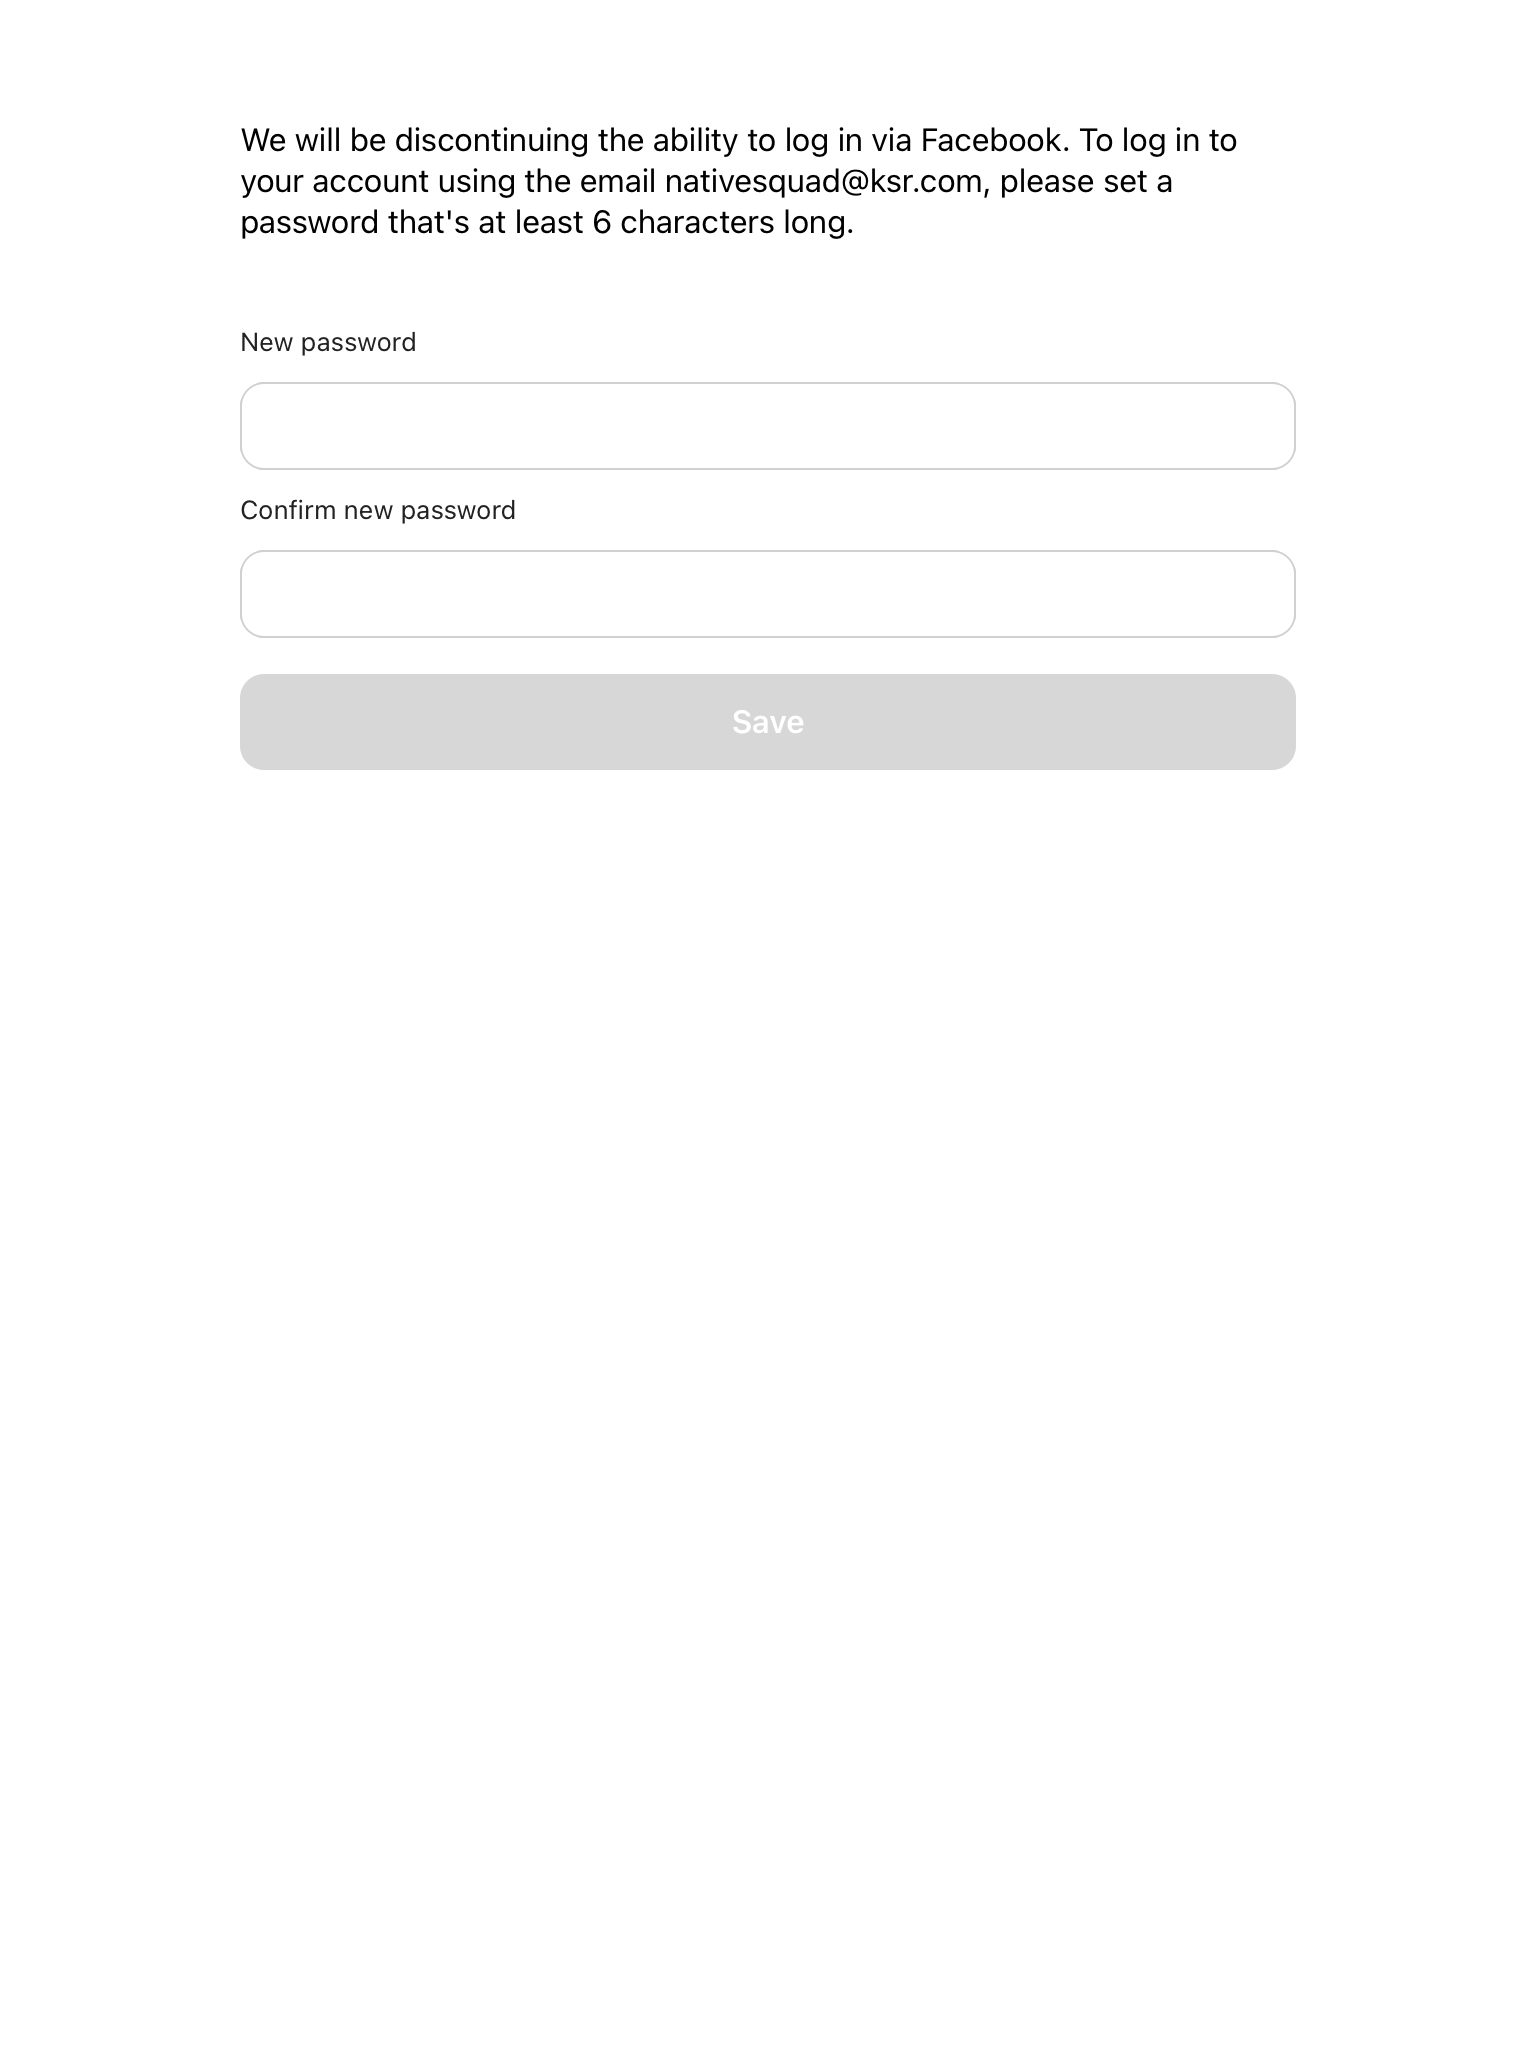 We will be discontinuing the ability to log in via Facebook. To log in to
your account using the email nativesquad@ksr.com, please set a
password that's at least 6 characters long.
New password
Confirm new password
Save